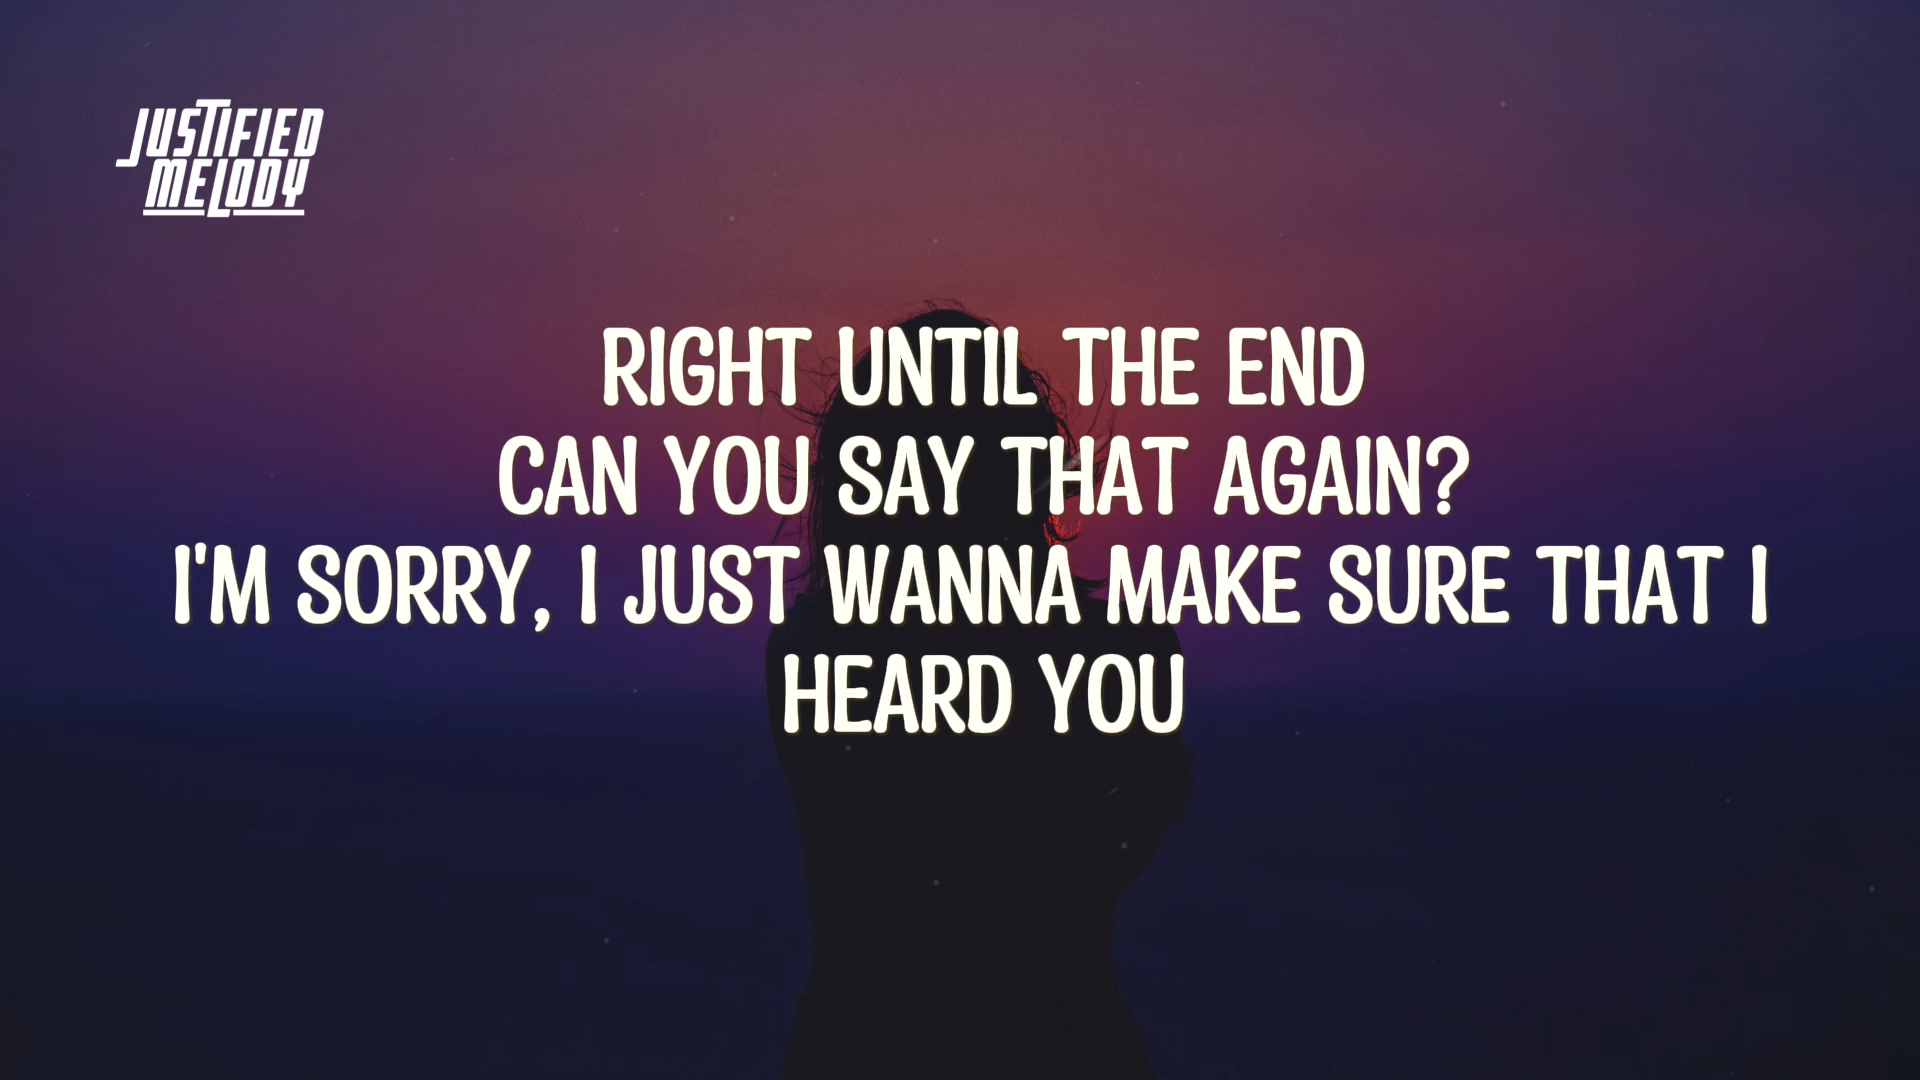 JUSTIFIED
MELODY
RIGHT UNTIL THE END
CAN YOU SAY THAT AGAIN?
I'M SORRY, I JUST WANNA MAKE SURE THAT I
HEARD YOU